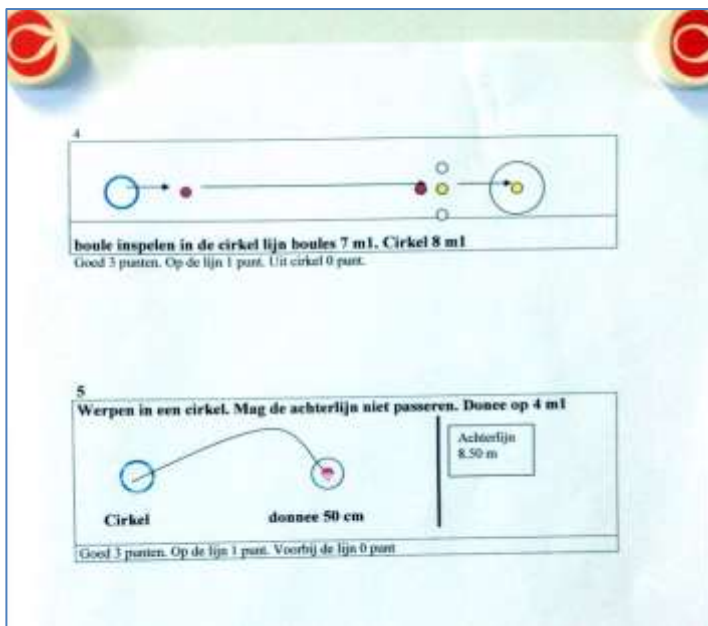 4
boule inspelen in de cirkel lijn boules 7 m1. Cirkel 8 m1
Goed 3 punten. Op de lijn 1 punt. Uit cirkel 0 punt.
5
Werpen in een cirkel. Mag de achterlijn niet passeren. Donee op 4 m1
Achterlijn
8.50 m
Cirkel
donnee 50 cm
Goed 3 punten. Op de lijn 1 punt. Voorbij de lijn 0 punt